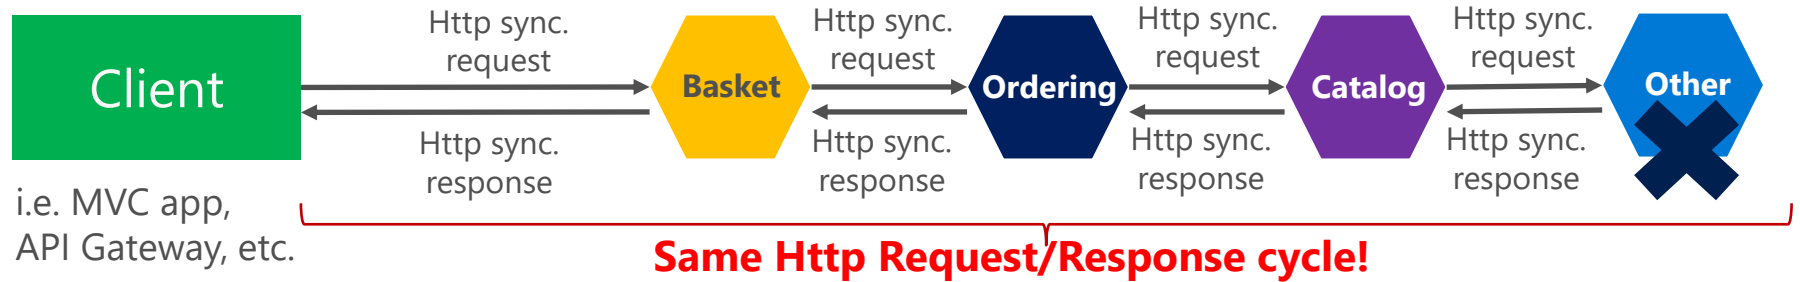 Client
i.e. MVC app,
API Gateway, etc.
Http sync.
request
Http sync.
response
Basket
Http sync.
request
Http sync.
response
Ordering
Http sync.
request
Http sync.
response
Catalog
Http sync.
request
Http sync.
response
Other
Same Http Request/Response cycle!